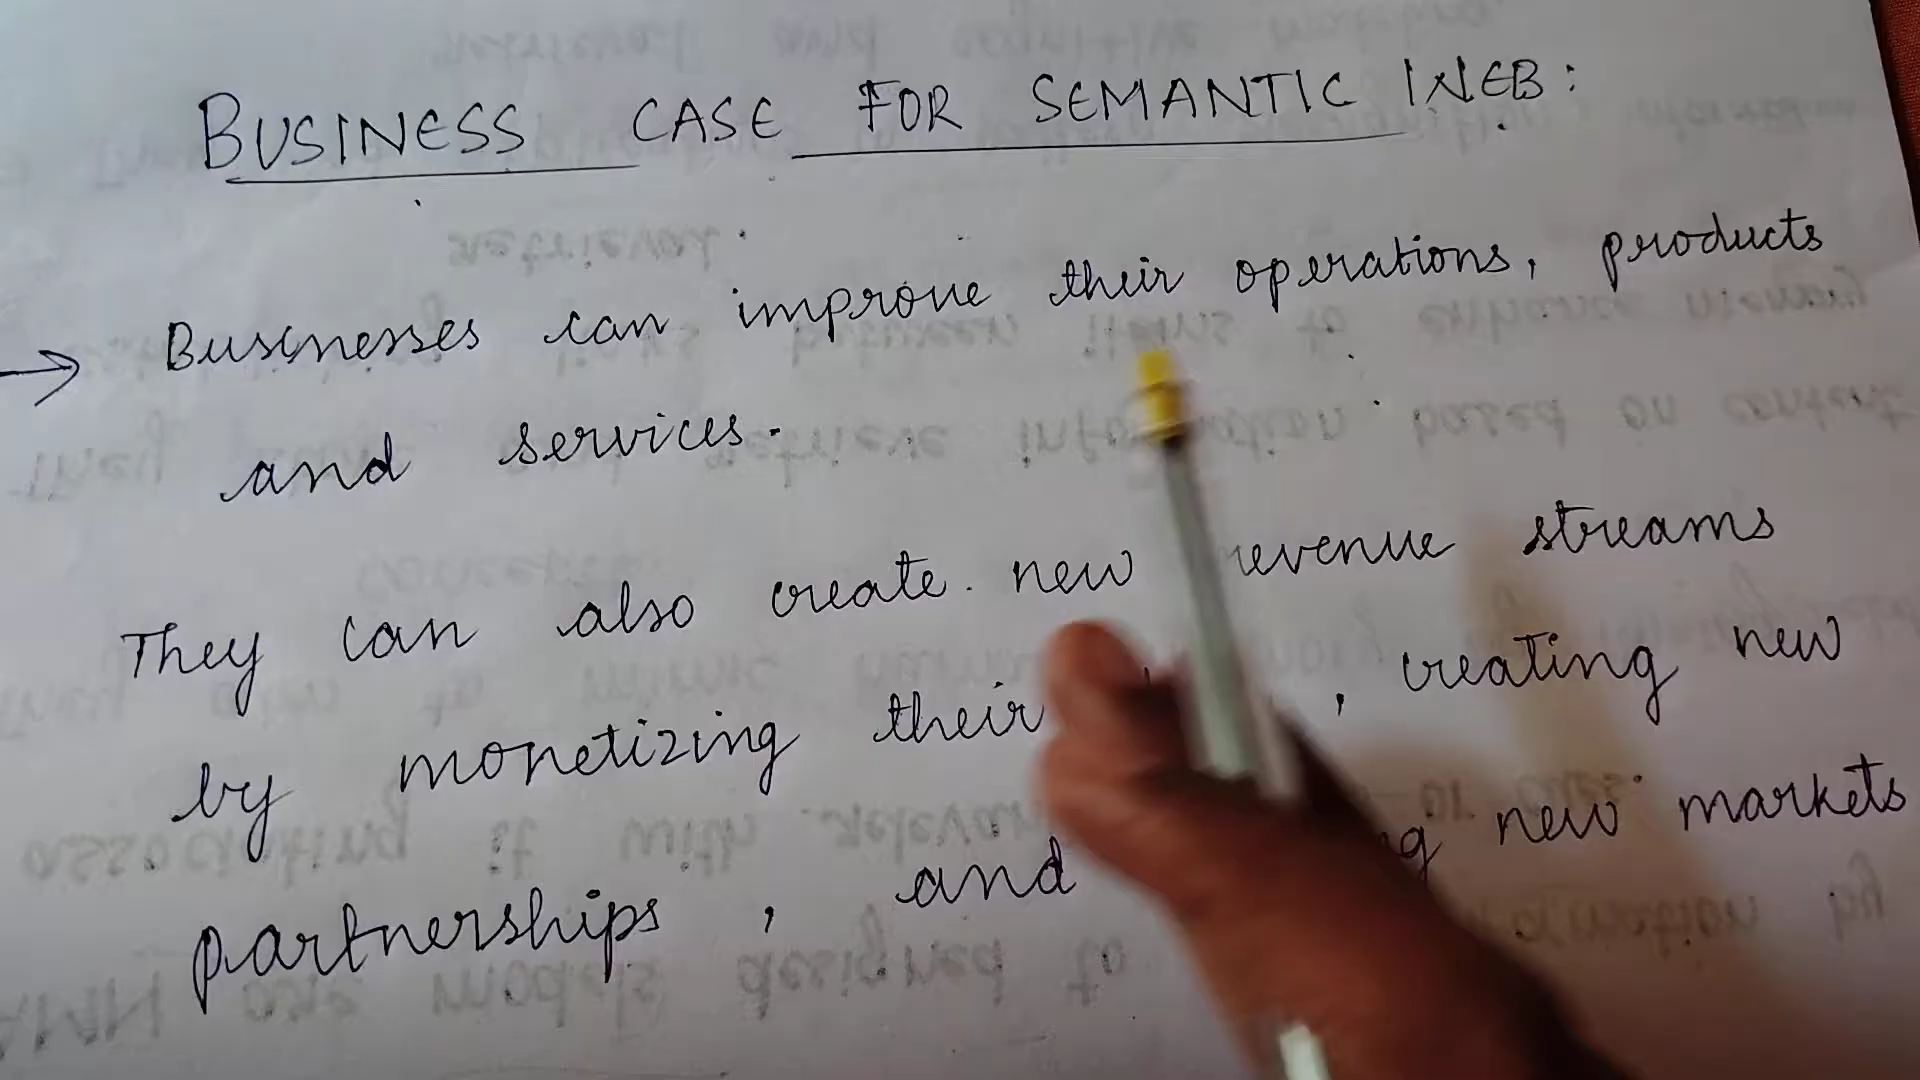 BUSINESS CASE FOR SEMANTIC WEB:
→ Businesses can improve their operations, products
and services.
They can also create new revenue streams
by monetizing their , creating new
partnerships, and new markets